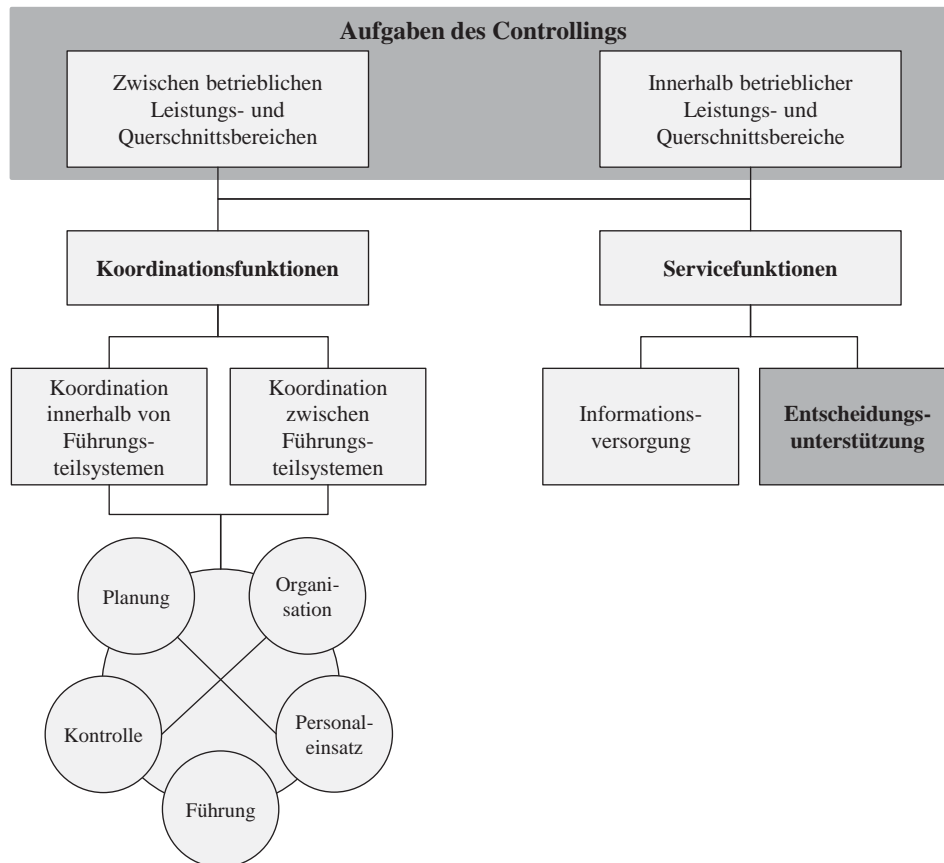 Aufgaben des Controllings
Zwischen betrieblichen
Leistungs- und
Querschnittsbereichen
Innerhalb betrieblicher
Leistungs- und
Querschnittsbereiche
Koordinationsfunktionen
Servicefunktionen
Koordination
innerhalb von
Führungs-
teilsystemen
Koordination
zwischen
Führungs-
teilsystemen
Informations-
versorgung
Entscheidungs-
unterstützung
Planung
Organi-
sation
Kontrolle
Personal-
einsatz
Führung